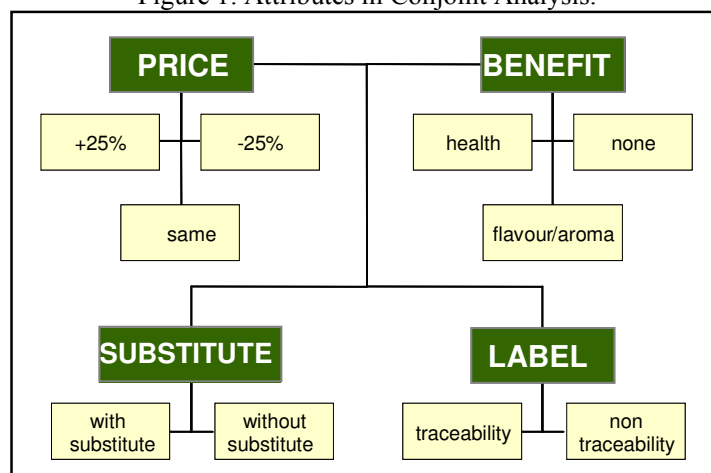 Figure 1. Attributes in Conjoint Analysis.
PRICE
BENEFIT
+25%
-25%
health
none
same
flavour/aroma
SUBSTITUTE
LABEL
with
substitute
without
substitute
traceability
non
traceability